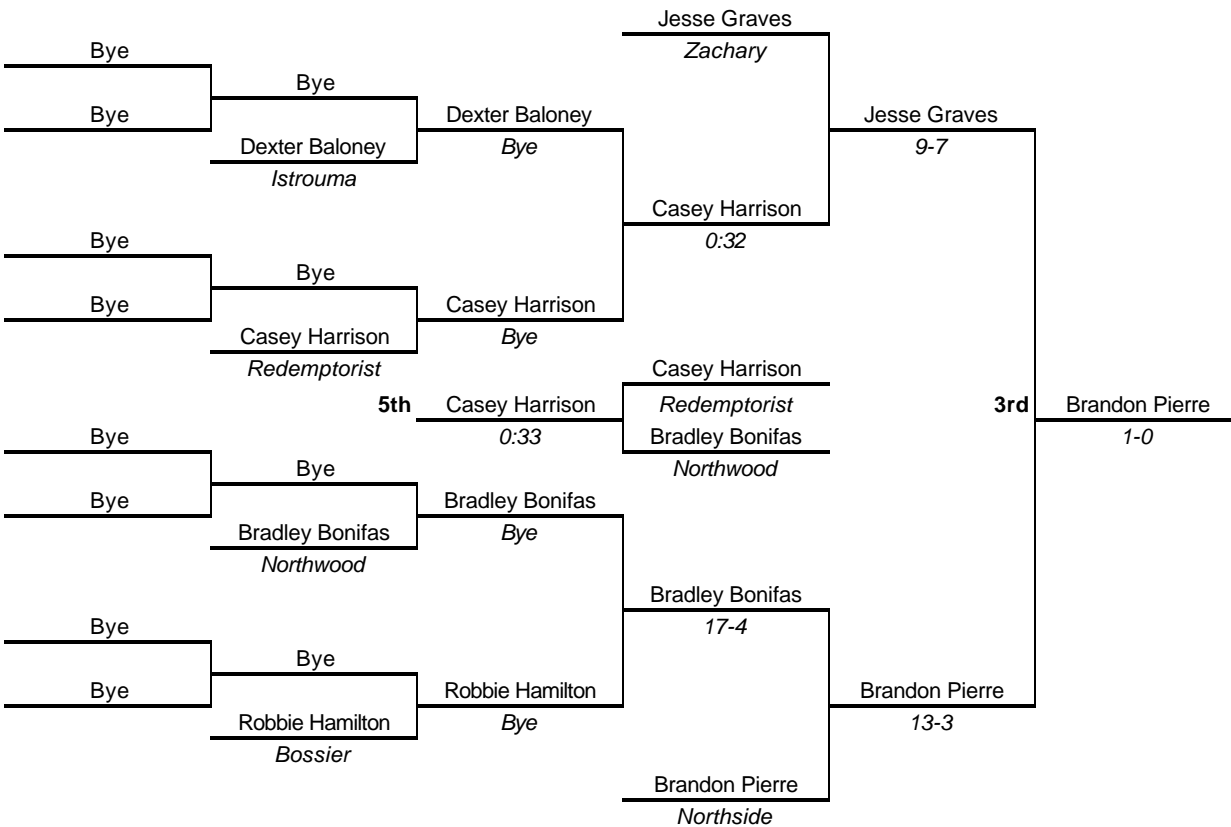 Jesse Graves
Bye
Zachary
Bye
Bye
Dexter Baloney
Jesse Graves
Dexter Baloney
Bye
9-7
Istrouma
Casey Harrison
Bye
0:32
Bye
Bye
Casey Harrison
Casey Harrison
Bye
Redemptorist
Casey Harrison
5th
Casey Harrison
Redemptorist
3rd
Brandon Pierre
Bye
0:33
Bradley Bonifas
1-0
Bye
Northwood
Bye
Bradley Bonifas
Bradley Bonifas
Bye
Northwood
Bradley Bonifas
Bye
17-4
Bye
Bye
Robbie Hamilton
Brandon Pierre
Robbie Hamilton
Bye
13-3
Bossier
Brandon Pierre
Northside